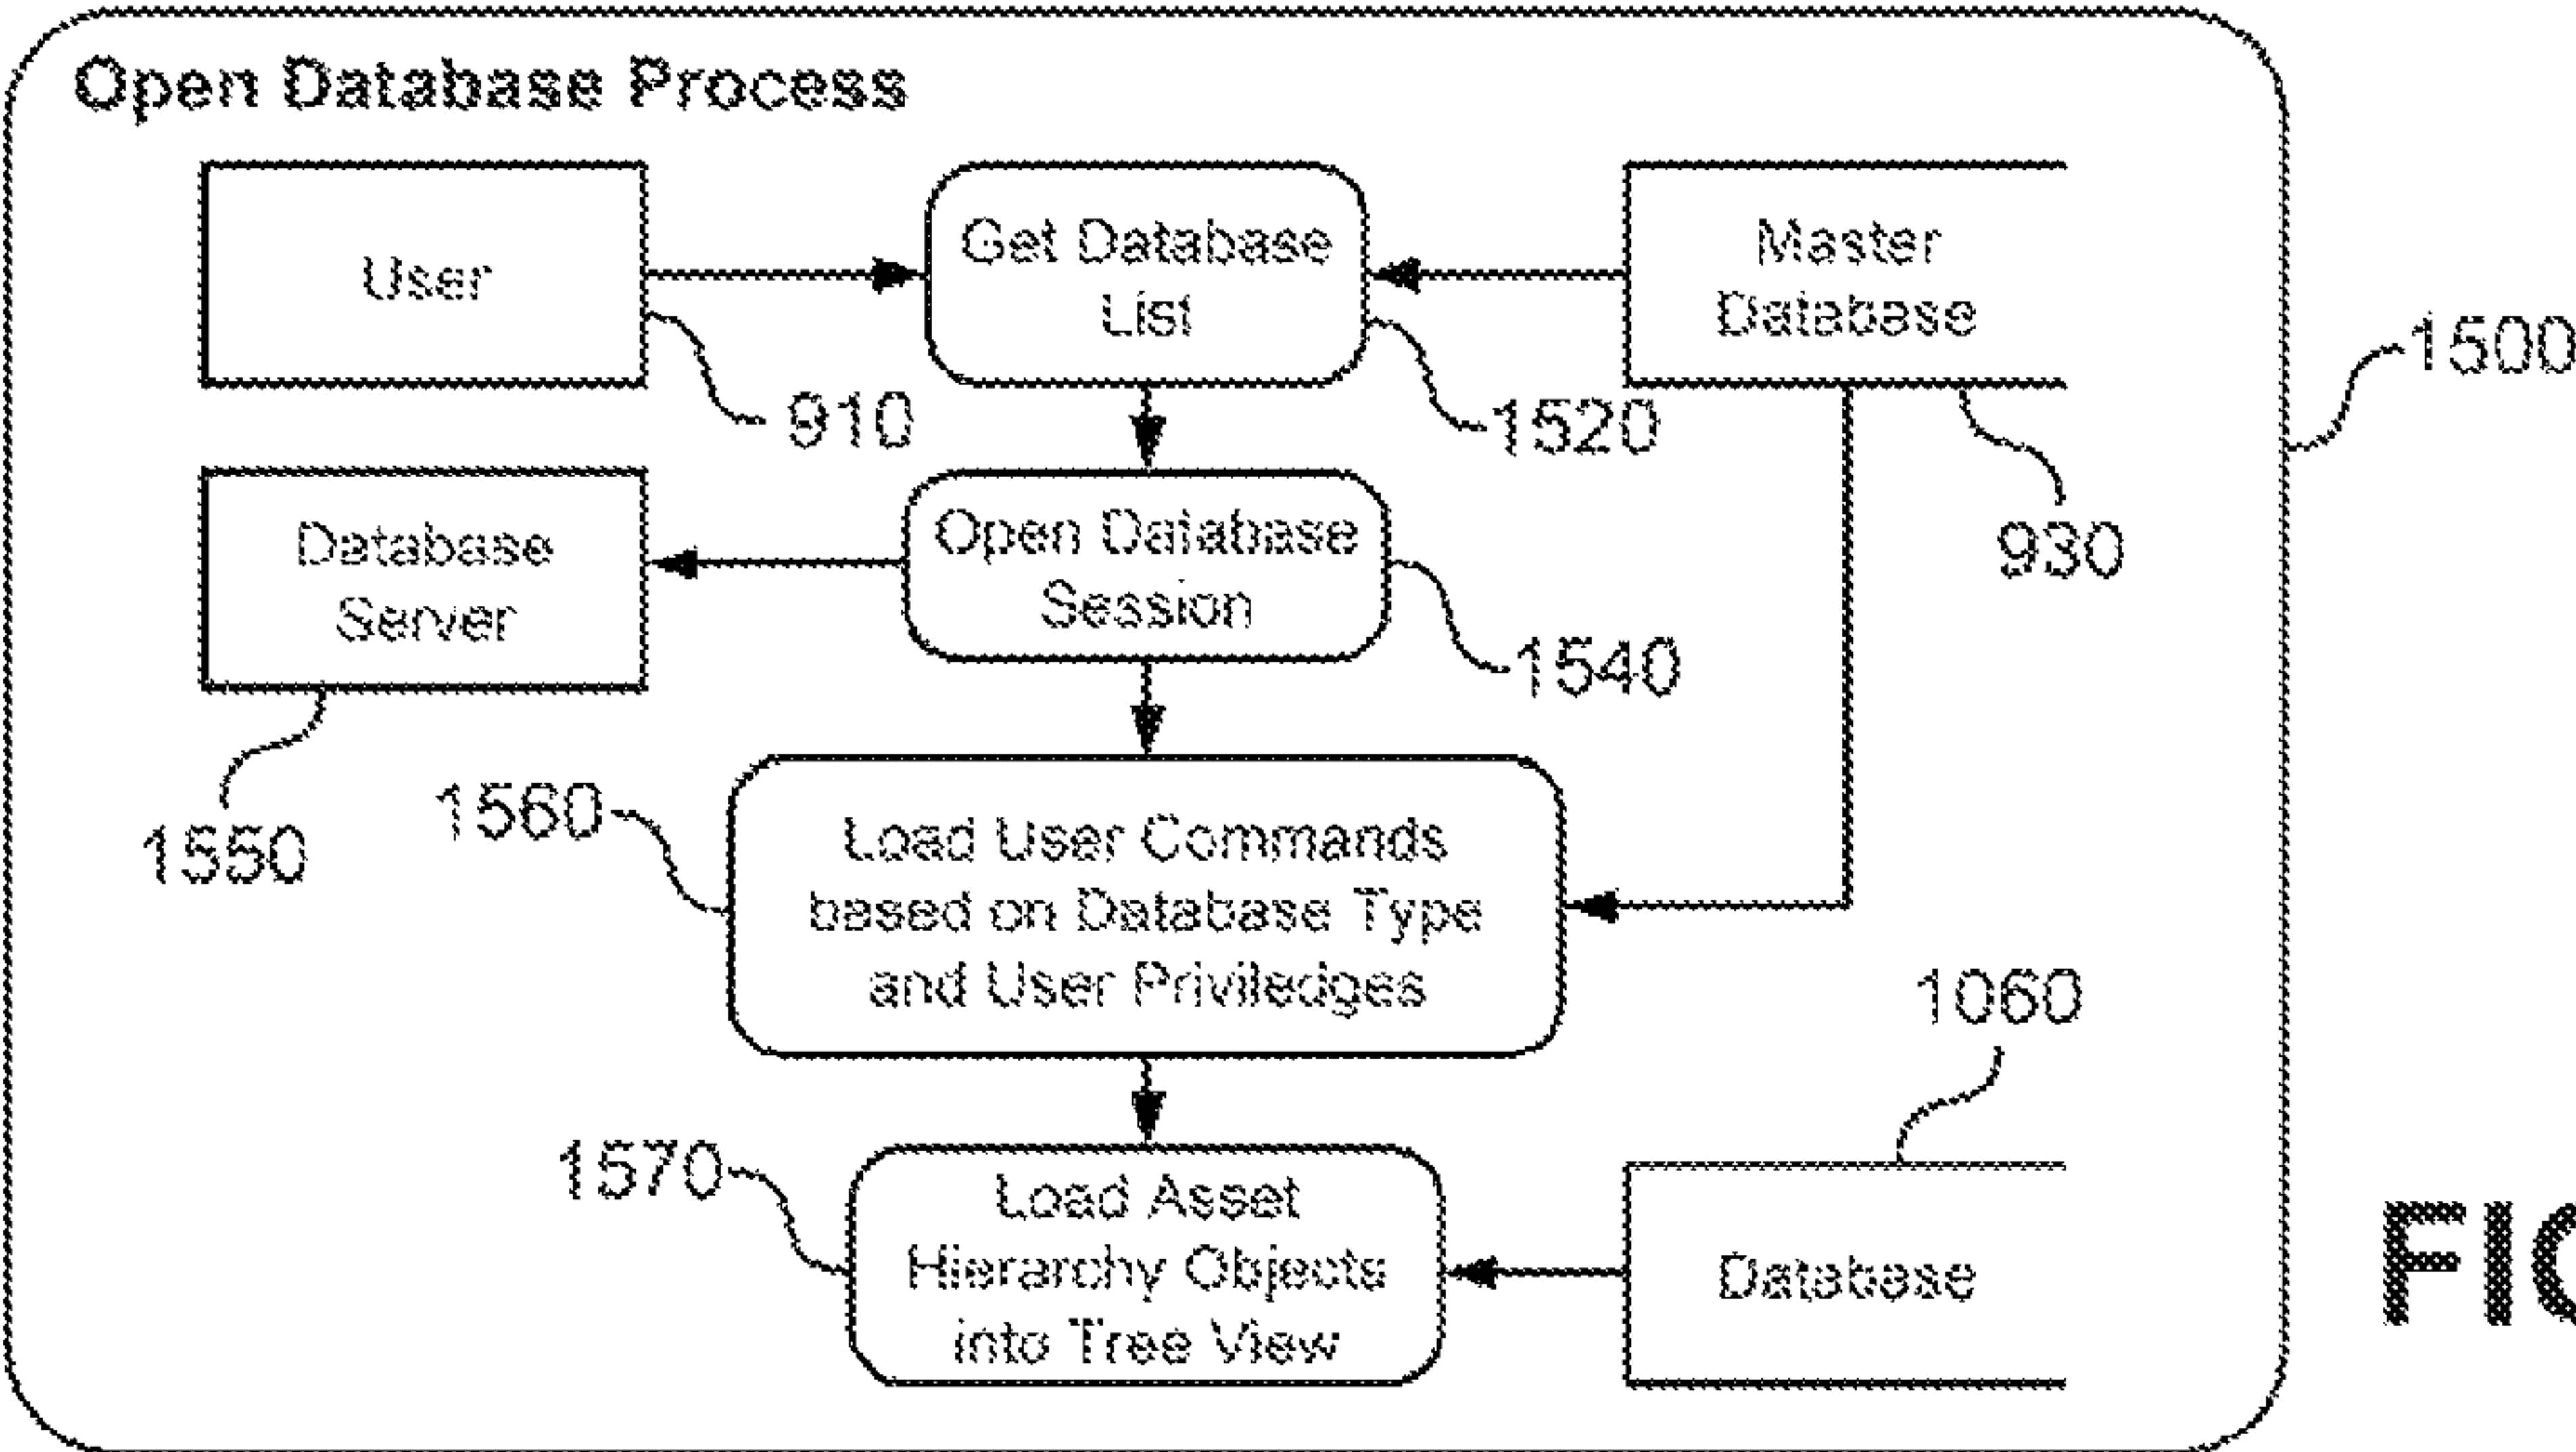 Open Database Process
User
Get Database
List
Master
Database
1500
910
1520
930
Database
Server
Open Database
Session
1540
1550
1560
Load User Commands
based on Database Type
and User Priviledges
1060
1570
Load Asset
Hierarchy Objects
into Tree View
Database